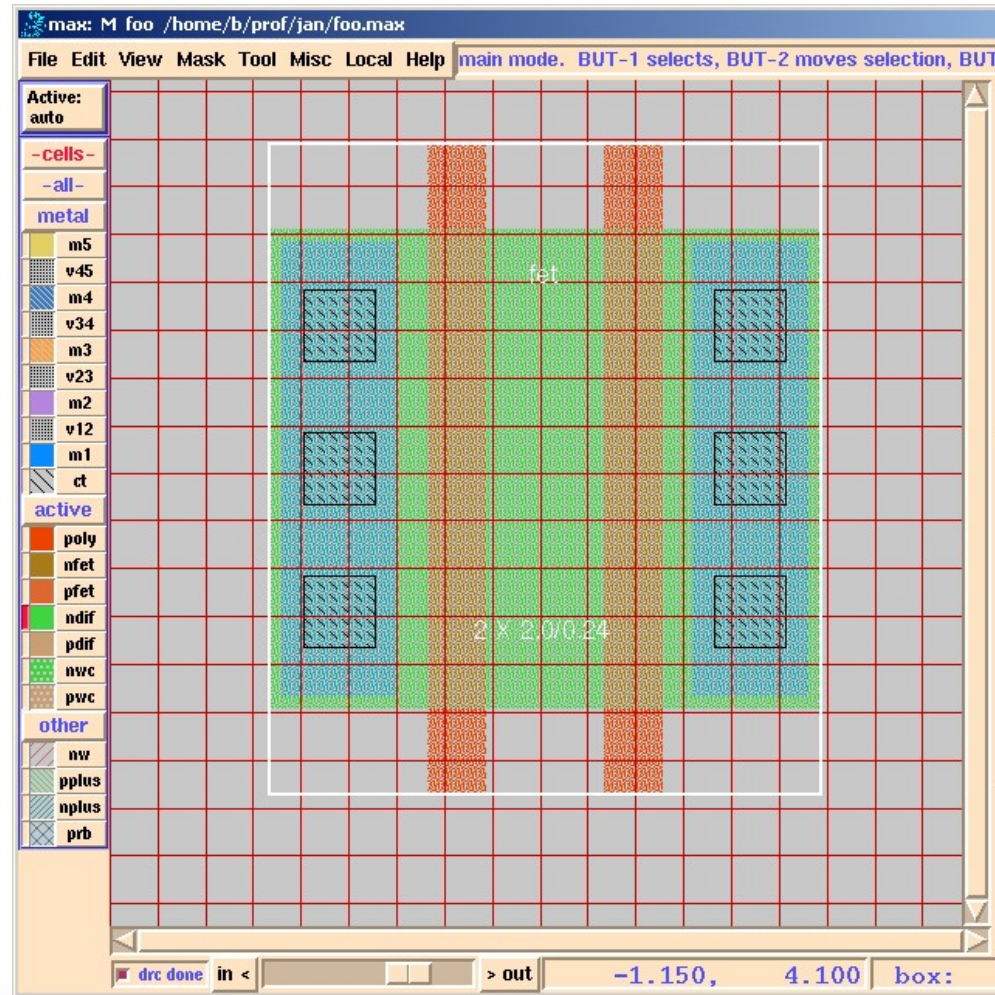 max: M foo /home/b/prof/jan/foo.max
File Edit View Mask Tool Misc Local Help main mode. BUT-1 selects, BUT-2 moves selection, BUT
Active:
auto
-cells-
-all-
metal
m5
v45
m4
v34
m3
v23
m2
v12
m1
ct
active
poly
nfet
pfet
ndif
pdif
nwc
pwc
other
nw
pplus
nplus
prb
fet
2 X 2.0/0.24
drc done in < > out -1.150, 4.100 box: